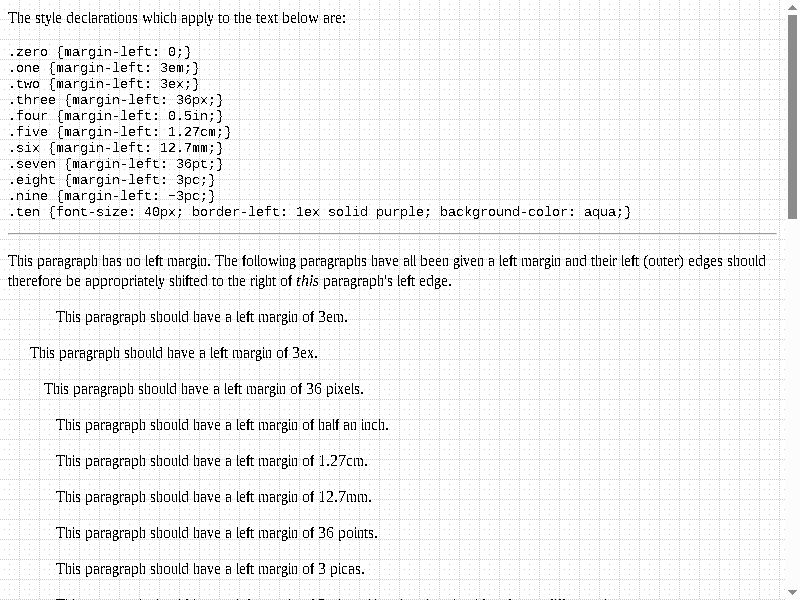 The style declarations which apply to the text below are:
.zero {margin-left: 0;}
.one {margin-left: 3em;}
.two {margin-left: 3ex;}
.three {margin-left: 36px;}
.four {margin-left: 0.5in;}
.five {margin-left: 1.27cm;}
.six {margin-left: 12.7mm;}
.seven {margin-left: 36pt;}
.eight {margin-left: 3pc;}
.nine {margin-left: -3pc;}
.ten {font-size: 40px; border-left: 1ex solid purple; background-color: aqua;}
This paragraph has no left margin. The following paragraphs have all been given a left margin and their left (outer) edges should
therefore be appropriately shifted to the right of this paragraph's left edge.
This paragraph should have a left margin of 3em.
This paragraph should have a left margin of 3ex.
This paragraph should have a left margin of 36 pixels.
This paragraph should have a left margin of half an inch.
This paragraph should have a left margin of 1.27cm.
This paragraph should have a left margin of 12.7mm.
This paragraph should have a left margin of 36 points.
This paragraph should have a left margin of 3 picas.